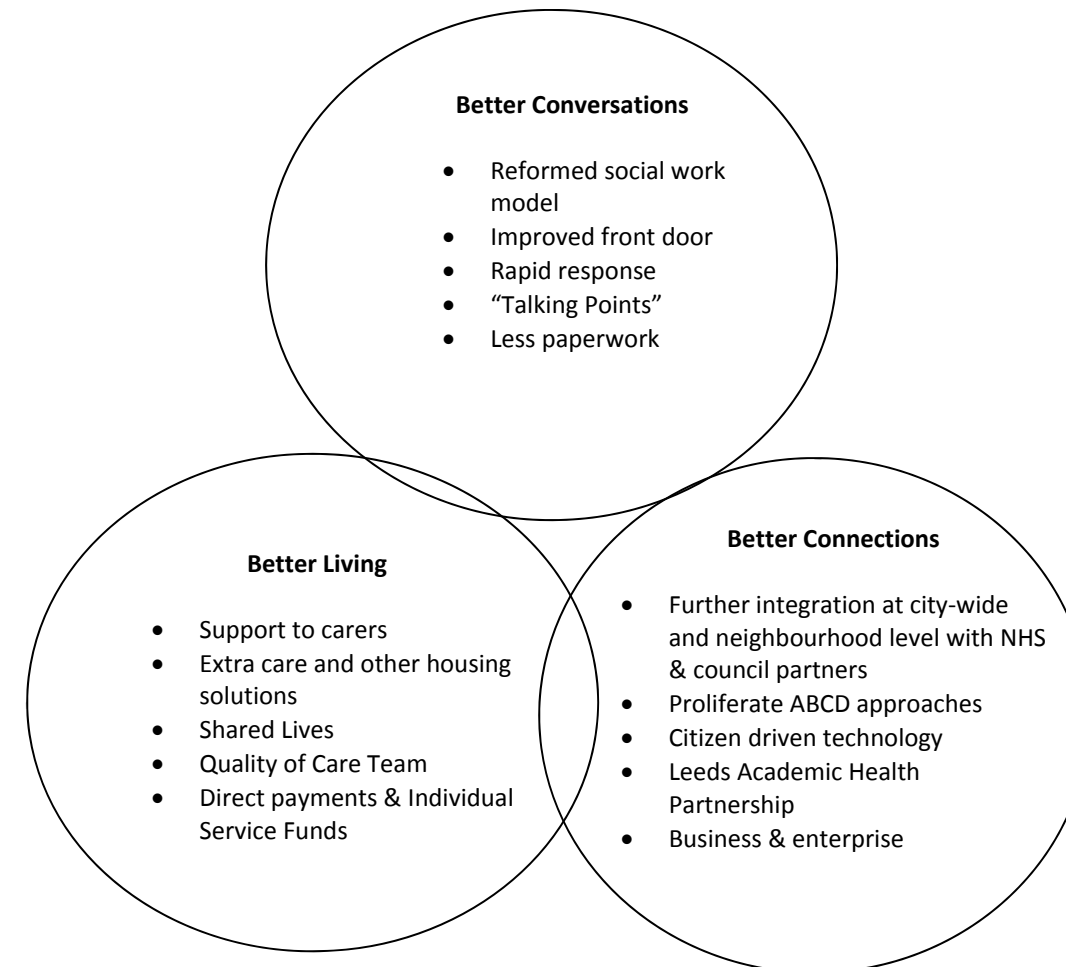 Better Conversations
• Reformed social work
model
• Improved front door
• Rapid response
• “Talking Points”
• Less paperwork
Better Living
• Support to carers
• Extra care and other housing
solutions
• Shared Lives
• Quality of Care Team
• Direct payments & Individual
Service Funds
Better Connections
• Further integration at city-wide
and neighbourhood level with NHS
& council partners
• Proliferate ABCD approaches
• Citizen driven technology
• Leeds Academic Health
Partnership
• Business & enterprise